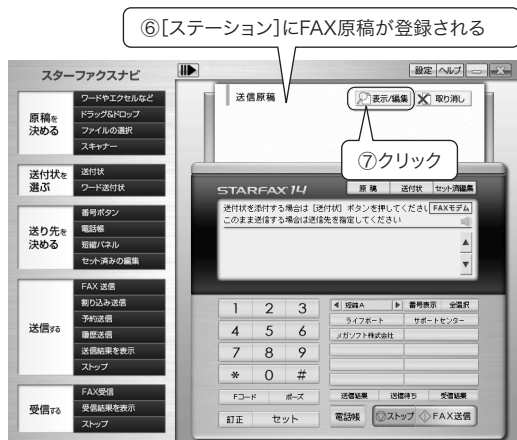 ⑥[ステーション]にFAX原稿が登録される
設定 ヘルプ
スターファクスナビ
原稿を
決める
ワードやエクセルなど
ドラッグ&ドロップ
ファイルの選択
スキャナー
送付状を
選ぶ
送付状
ワード送付状
送り先を
決める
番号ボタン
電話帳
短縮パネル
セット済みの編集
送信する
FAX 送信
割り込み送信
予約送信
履歴送信
送信結果を表示
ストップ
受信する
FAX受信
受信結果を表示
ストップ
送信原稿
表示/編集 取り消し
⑦クリック
STARFAX 14
原稿 送付状 セット済編集
送付状を添付する場合は [送付状] ボタンを押してください
FAXモデム
このまま送信する場合は送信先を指定してください
1 2 3
4 5 6
7 8 9
* 0 #
Fコード ポーズ
訂正 セット
短縮A 番号表示 全選択
ライフボート サポートセンター
メガソフト株式会社
送信結果 送信待ち 受信結果
電話帳 ストップ FAX送信